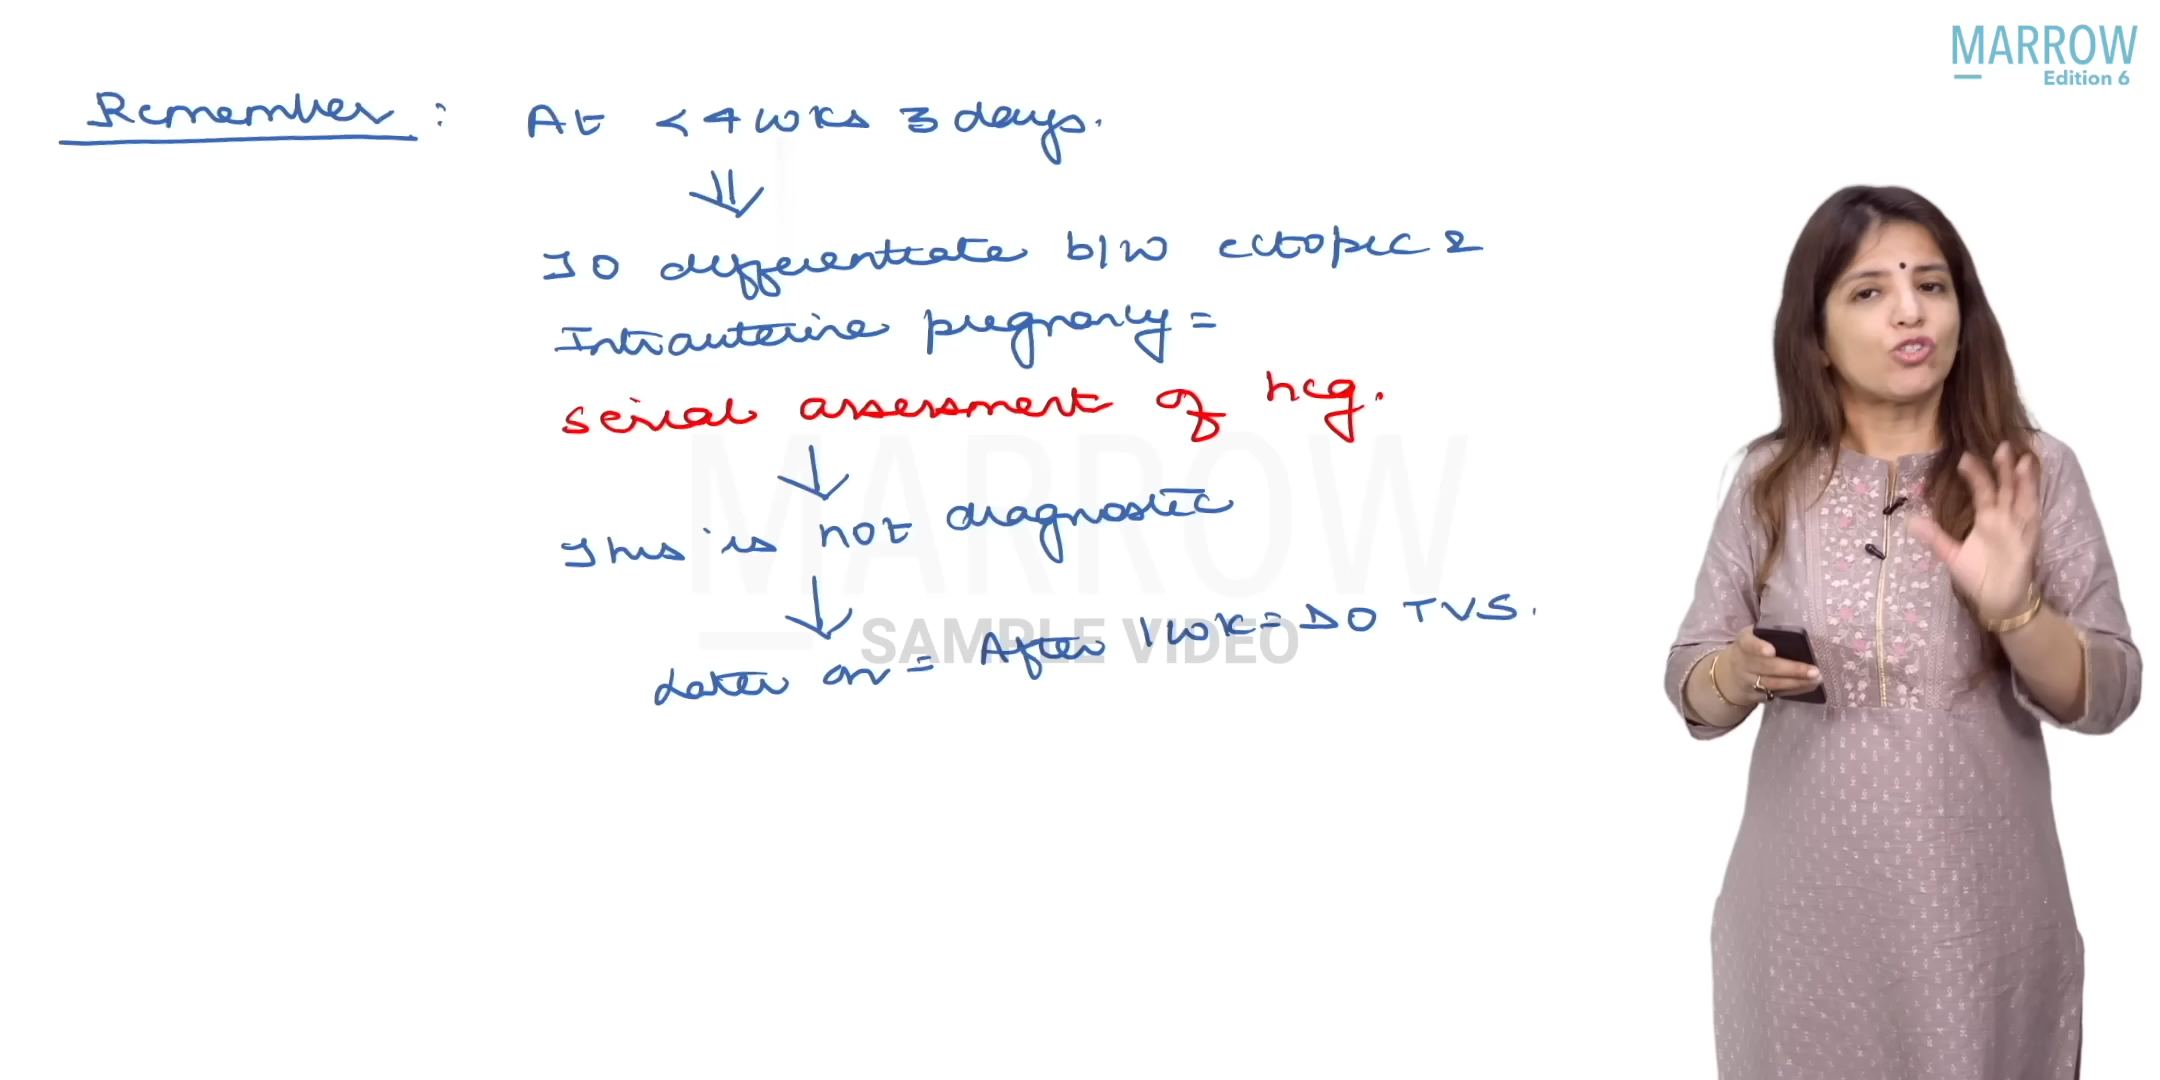 MARROW
Edition 6
Remember : At < 4 wks 3 days.
To differentiate b/w ectopic &
Intrauterine pregnancy =
serial assessment of hcg.
This is not diagnostic
Later on = After 1 wk = DO TVS.
MARROW
SAMPLE VIDEO